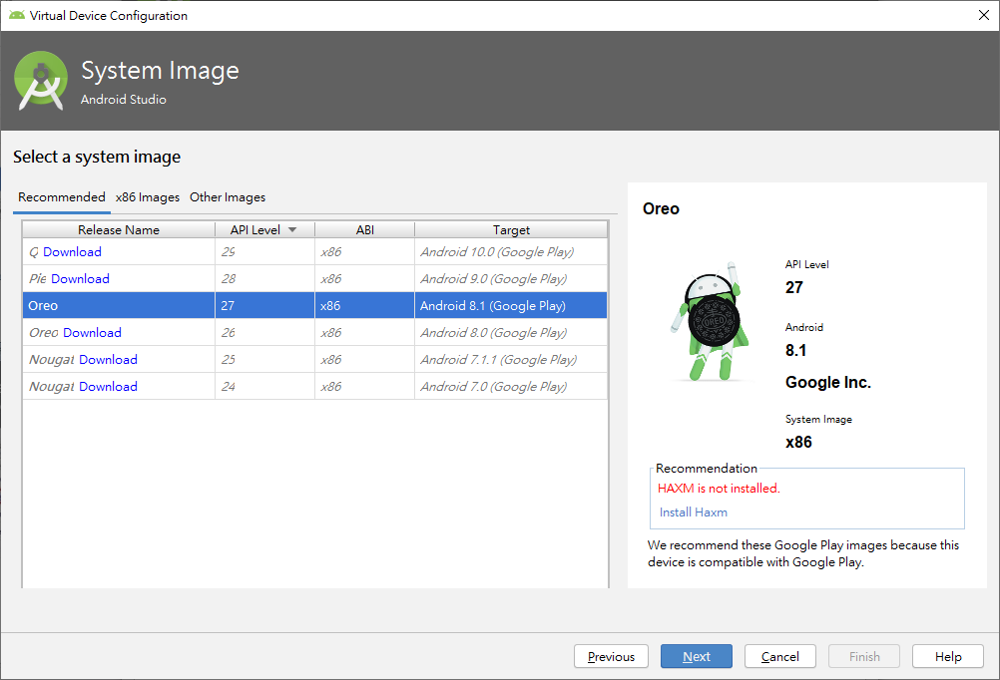 Virtual Device Configuration
System Image
Android Studio
Select a system image
Recommended x86 Images Other Images
Release Name API Level ABI Target
Q Download 29 x86 Android 10.0 (Google Play)
Pie Download 28 x86 Android 9.0 (Google Play)
Oreo 27 x86 Android 8.1 (Google Play)
Oreo Download 26 x86 Android 8.0 (Google Play)
Nougat Download 25 x86 Android 7.1.1 (Google Play)
Nougat Download 24 x86 Android 7.0 (Google Play)
Oreo
OREO
API Level
27
Android
8.1
Google Inc.
System Image
x86
Recommendation
HAXM is not installed.
Install Haxm
We recommend these Google Play images because this
device is compatible with Google Play.
Previous Next Cancel Finish Help